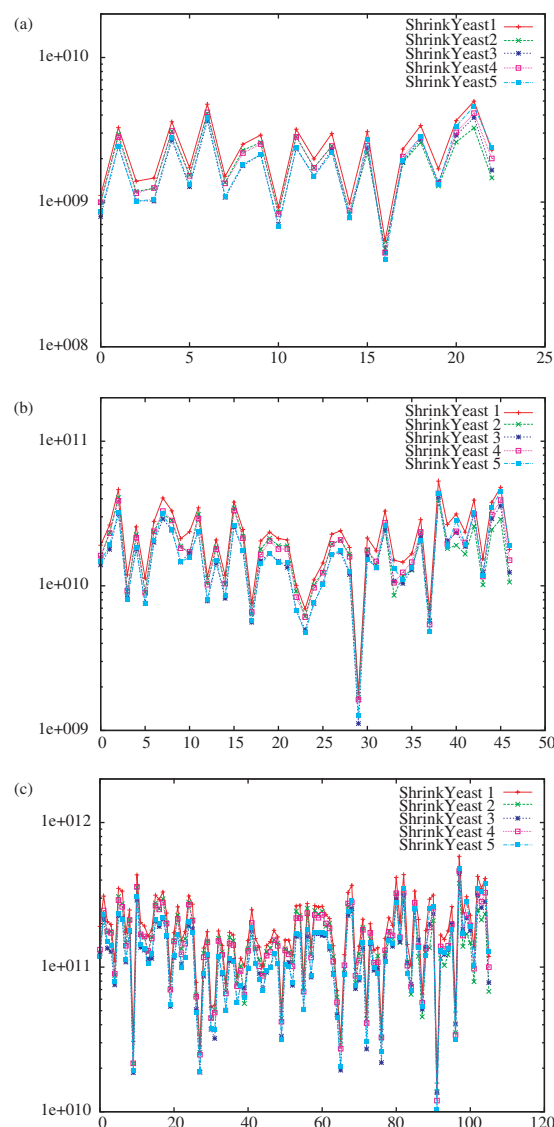 (a)
ShrinkYeast1
ShrinkYeast2
ShrinkYeast3
ShrinkYeast4
ShrinkYeast5
1e+010
1e+009
1e+008
0 5 10 15 20 25
(b)
ShrinkYeast 1
ShrinkYeast 2
ShrinkYeast 3
ShrinkYeast 4
ShrinkYeast 5
1e+011
1e+010
1e+009
0 5 10 15 20 25 30 35 40 45 50
(c)
ShrinkYeast 1
ShrinkYeast 2
ShrinkYeast 3
ShrinkYeast 4
ShrinkYeast 5
1e+012
1e+011
1e+010
0 20 40 60 80 100 120